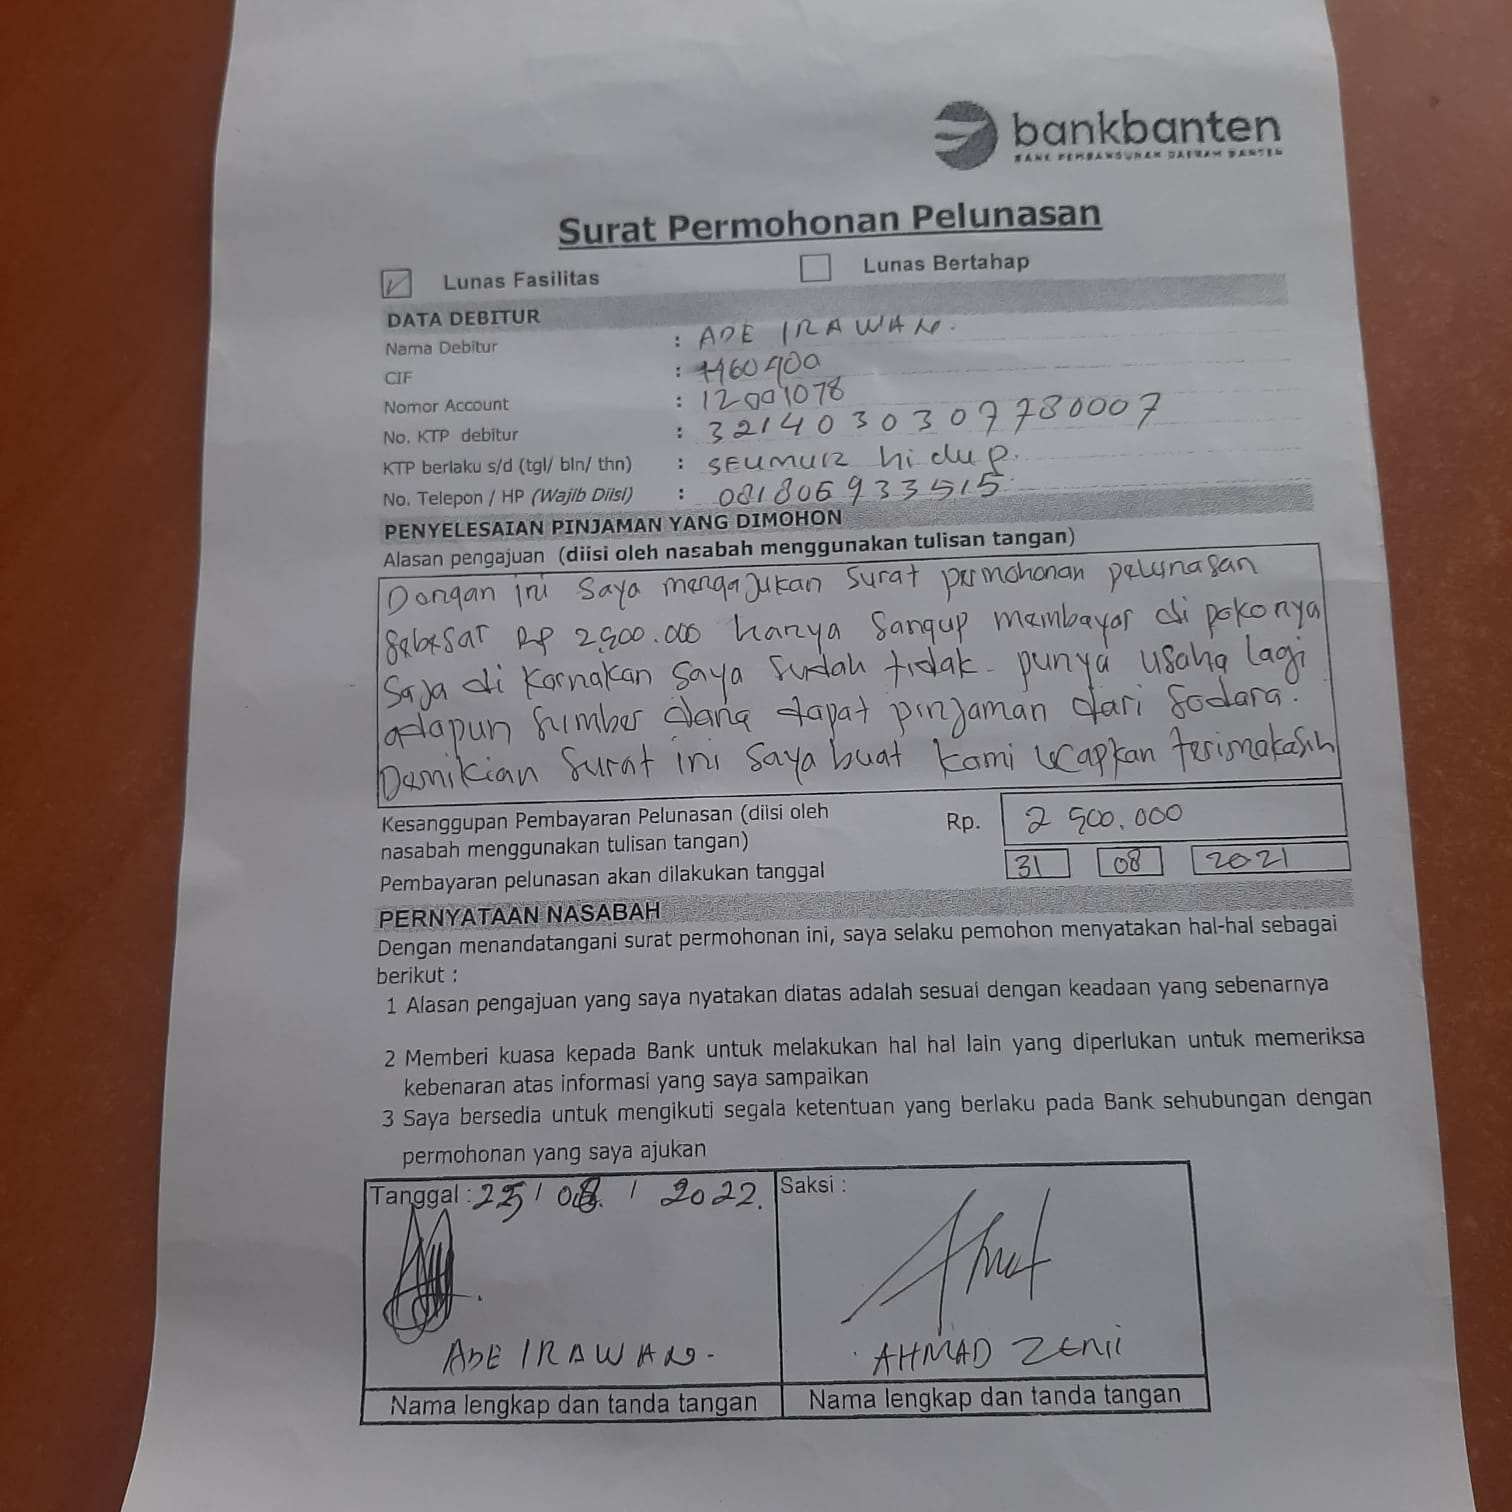 bankbanten
BANK PEMBANGUNAN DAERAH BANTEN
Surat Permohonan Pelunasan
Lunas Fasilitas Lunas Bertahap
DATA DEBITUR
Nama Debitur : ADE IRAWAN.
CIF :
Nomor Account : 12001078
No. KTP debitur : 3214030307780007
KTP berlaku s/d (tgl/ bln/ thn) : SEUMUR hidup.
No. Telepon / HP (Wajib Diisi) : 081806933515
PENYELESAIAN PINJAMAN YANG DIMOHON
Alasan pengajuan (diisi oleh nasabah menggunakan tulisan tangan)
Dengan ini saya mengajukan surat permohonan pelunasan
sebesar Rp 2.500.000 hanya sangup membayar di pokonya
saja di karnakan saya sudah tidak punya usaha lagi
adapun sumber dana dapat pinjaman dari sodara.
Demikian surat ini saya buat kami ucapkan terimakasih
Kesanggupan Pembayaran Pelunasan (diisi oleh
nasabah menggunakan tulisan tangan) Rp. 2 500.000
Pembayaran pelunasan akan dilakukan tanggal 31 08 2021
PERNYATAAN NASABAH
Dengan menandatangani surat permohonan ini, saya selaku pemohon menyatakan hal-hal sebagai
berikut :
1 Alasan pengajuan yang saya nyatakan diatas adalah sesuai dengan keadaan yang sebenarnya
2 Memberi kuasa kepada Bank untuk melakukan hal hal lain yang diperlukan untuk memeriksa
kebenaran atas informasi yang saya sampaikan
3 Saya bersedia untuk mengikuti segala ketentuan yang berlaku pada Bank sehubungan dengan
permohonan yang saya ajukan
Tanggal : 25 / 08 / 2022. Saksi :
ADE IRAWAN. AHMAD ZENII
Nama lengkap dan tanda tangan Nama lengkap dan tanda tangan